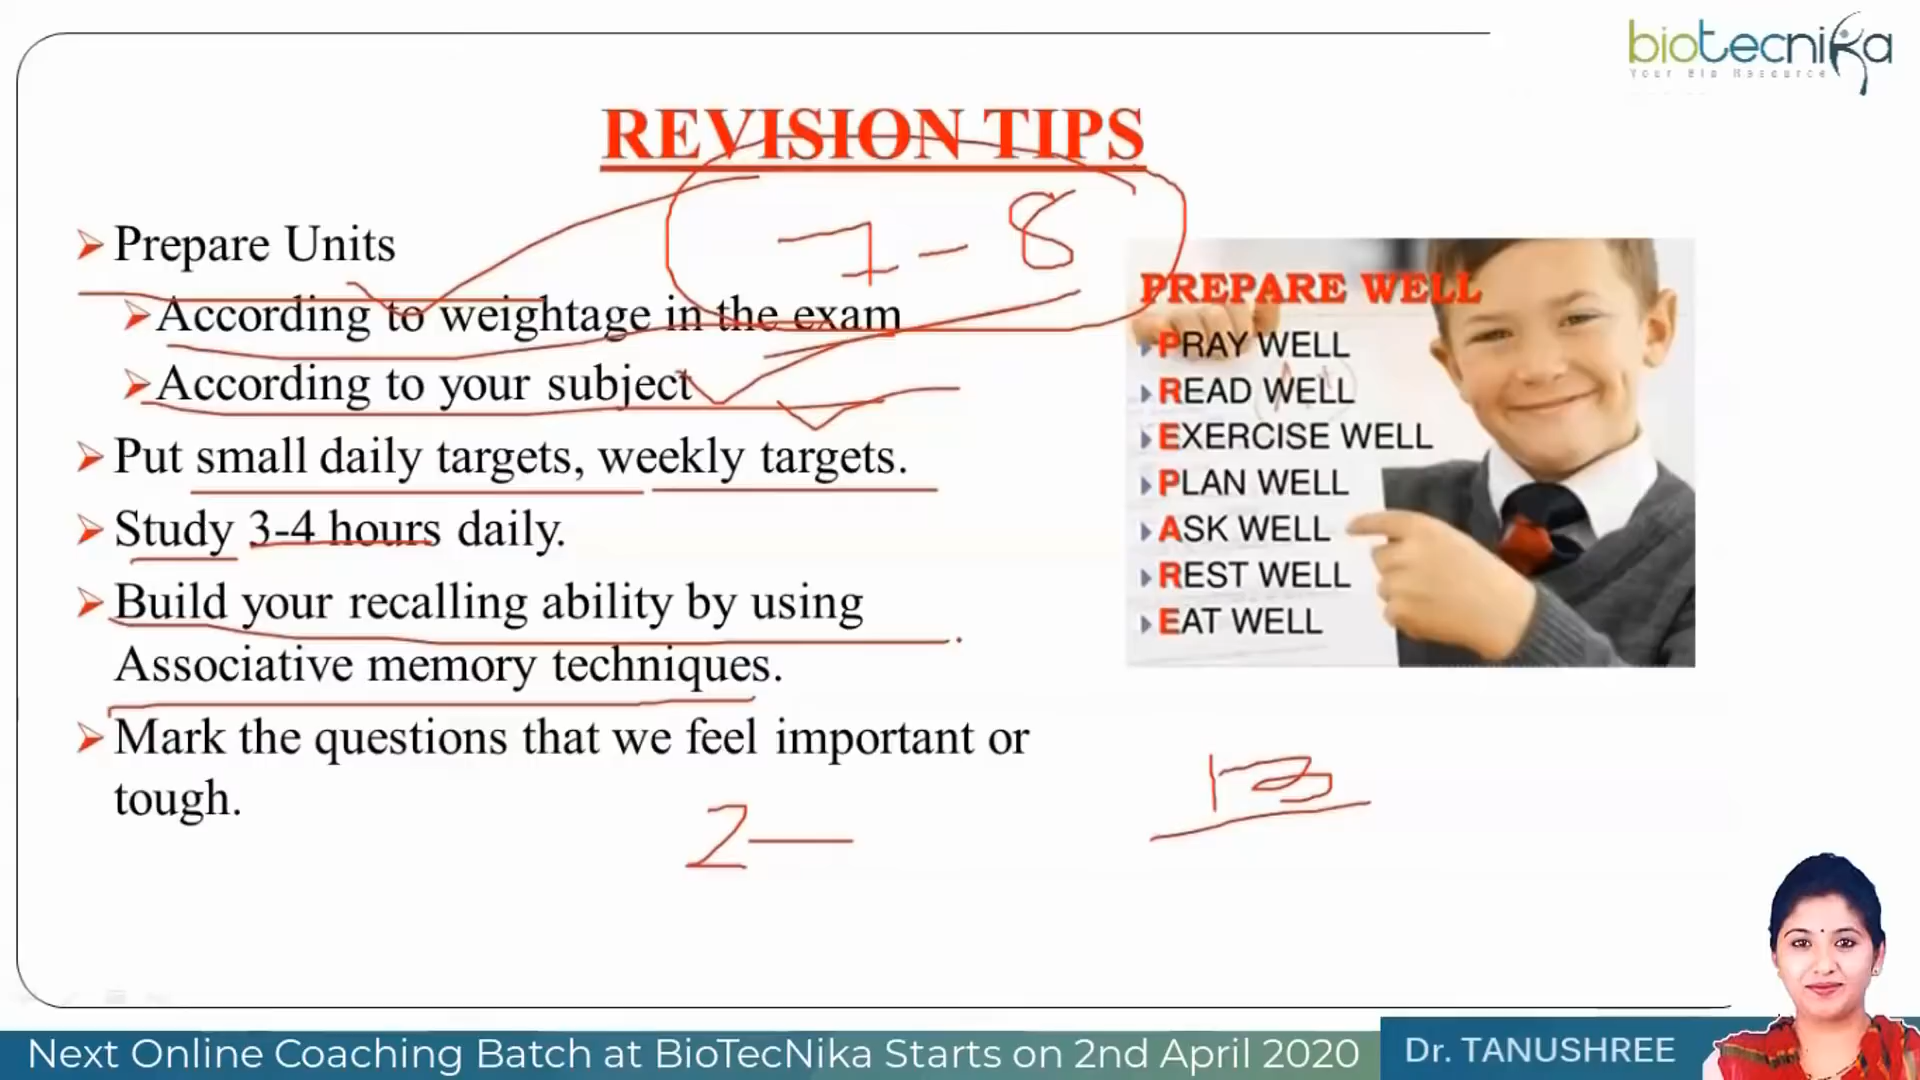 biotecnika
Your Bio Resource
REVISION TIPS
Prepare Units
7-8
According to weightage in the exam
According to your subject
Put small daily targets, weekly targets.
Study 3-4 hours daily.
Build your recalling ability by using
Associative memory techniques.
Mark the questions that we feel important or
tough.
2—
13
PREPARE WELL
PRAY WELL
READ WELL
EXERCISE WELL
PLAN WELL
ASK WELL
REST WELL
EAT WELL
Next Online Coaching Batch at BioTecNika Starts on 2nd April 2020
Dr. TANUSHREE